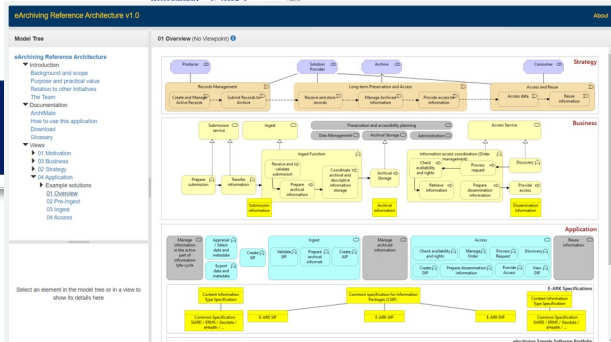 eArchiving Reference Architecture v1.0
About
Model Tree
eArchiving Reference Architecture
Introduction
Background and scope
Purpose and practical value
Relation to other initiatives
The Team
Documentation
ArchiMate
How to use this application
Download
Glossary
Views
01 Motivation
03 Business
02 Strategy
04 Application
Example solutions
01 Overview
02 Pre-Ingest
03 Ingest
04 Access
Select an element in the model tree or in a view to
show its details here
01 Overview (No Viewpoint)
Strategy
Producer
Solution
Provider
Archive
Consumer
Records Management
Create and Manage
Active Records
Submit Records to
Archive
Long-term Preservation and Access
Receive and store
records
Manage Archived
Information
Provide access to
information
Access and Reuse
Access data
Reuse
information
Business
Submission
service
Ingest
Preservation and accessibility planning
Data Management
Archival Storage
Administration
Access Service
Prepare
submission
Transfer
information
Ingest Function
Receive and
validate
submission
Prepare
archival
information
Coordinate
archival and
descriptive
information
storage
Archival
Storage
Information access coordination (Order
management)
Check
availability
and rights
Process
request
Retrieve
information
Prepare
dissemination
information
Provide
access
Discovery
Submission
Information
Archival
Information
Dissemination
Information
Application
Manage
information
in the active
part of
information
life-cycle
Appraisal
/ Select
data and
metadata
Export
data and
metadata
Create
SIP
Ingest
Validate
SIP
Prepare
archival
informat.
Create
AIP
Manage
archived
information
Access
Check availability
and rights
Manage
Order
Process
Request
Discovery
Create
DIP
Prepare dissemination
information
Provide
Access
View
DIP
Reuse
information
E-ARK Specifications
Content Information
Type Specification
Common Specification
SIARD / ERMS / Geodata /
eHealth / ...
Common specification for Information
Packages (CSIP)
E-ARK SIP
E-ARK AIP
E-ARK DIP
Content Information
Type Specification
Common Specification
SIARD / ERMS / Geodata /
eHealth / ...
eArchiving Sample Software Portfolio